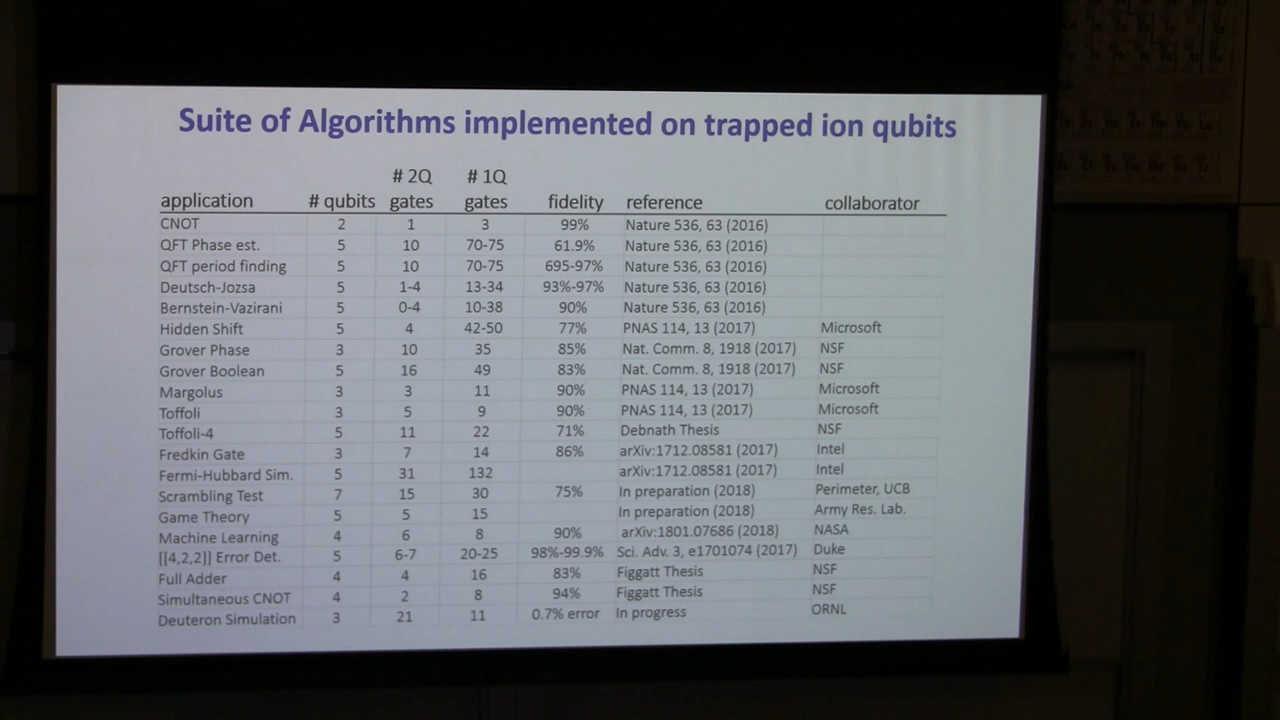 Suite of Algorithms implemented on trapped ion qubits
application # qubits # 2Q gates # 1Q gates fidelity reference collaborator
CNOT 2 1 3 99% Nature 536, 63 (2016)
QFT Phase est. 5 10 70-75 61.9% Nature 536, 63 (2016)
QFT period finding 5 10 70-75 695-97% Nature 536, 63 (2016)
Deutsch-Jozsa 5 1-4 13-34 93%-97% Nature 536, 63 (2016)
Bernstein-Vazirani 5 0-4 10-38 90% Nature 536, 63 (2016)
Hidden Shift 5 4 42-50 77% PNAS 114, 13 (2017) Microsoft
Grover Phase 3 10 35 85% Nat. Comm. 8, 1918 (2017) NSF
Grover Boolean 5 16 49 83% Nat. Comm. 8, 1918 (2017) NSF
Margolus 3 3 11 90% PNAS 114, 13 (2017) Microsoft
Toffoli 3 5 9 90% PNAS 114, 13 (2017) Microsoft
Toffoli-4 5 11 22 71% Debnath Thesis NSF
Fredkin Gate 3 7 14 86% arXiv:1712.08581 (2017) Intel
Fermi-Hubbard Sim. 5 31 132 arXiv:1712.08581 (2017) Intel
Scrambling Test 7 15 30 75% In preparation (2018) Perimeter, UCB
Game Theory 5 5 15 In preparation (2018) Army Res. Lab.
Machine Learning 4 6 8 90% arXiv:1801.07686 (2018) NASA
[[4,2,2]] Error Det. 5 6-7 20-25 98%-99.9% Sci. Adv. 3, e1701074 (2017) Duke
Full Adder 4 4 16 83% Figgatt Thesis NSF
Simultaneous CNOT 4 2 8 94% Figgatt Thesis NSF
Deuteron Simulation 3 21 11 0.7% error In progress ORNL